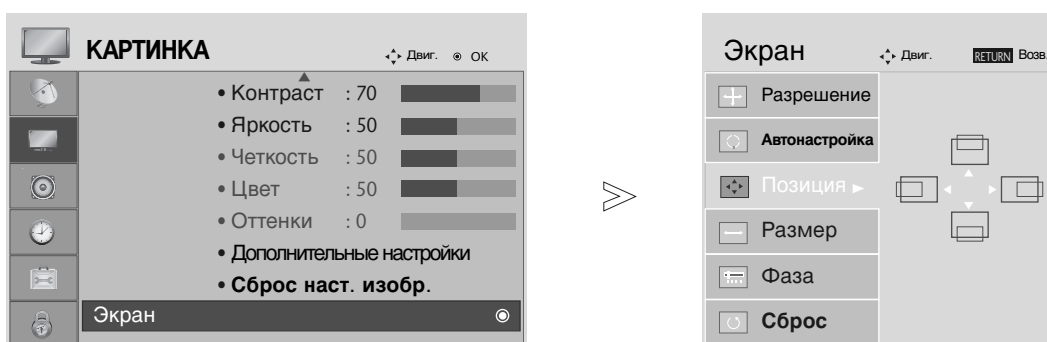 КАРТИНКА
Двиг. OK
• Контраст : 70
• Яркость : 50
• Четкость : 50
• Цвет : 50
• Оттенки : 0
• Дополнительные настройки
• Сброс наст. изобр.
Экран
Экран
Двиг. RETURN Возв.
Разрешение
Автонастройка
Позиция ►
Размер
Фаза
Сброс